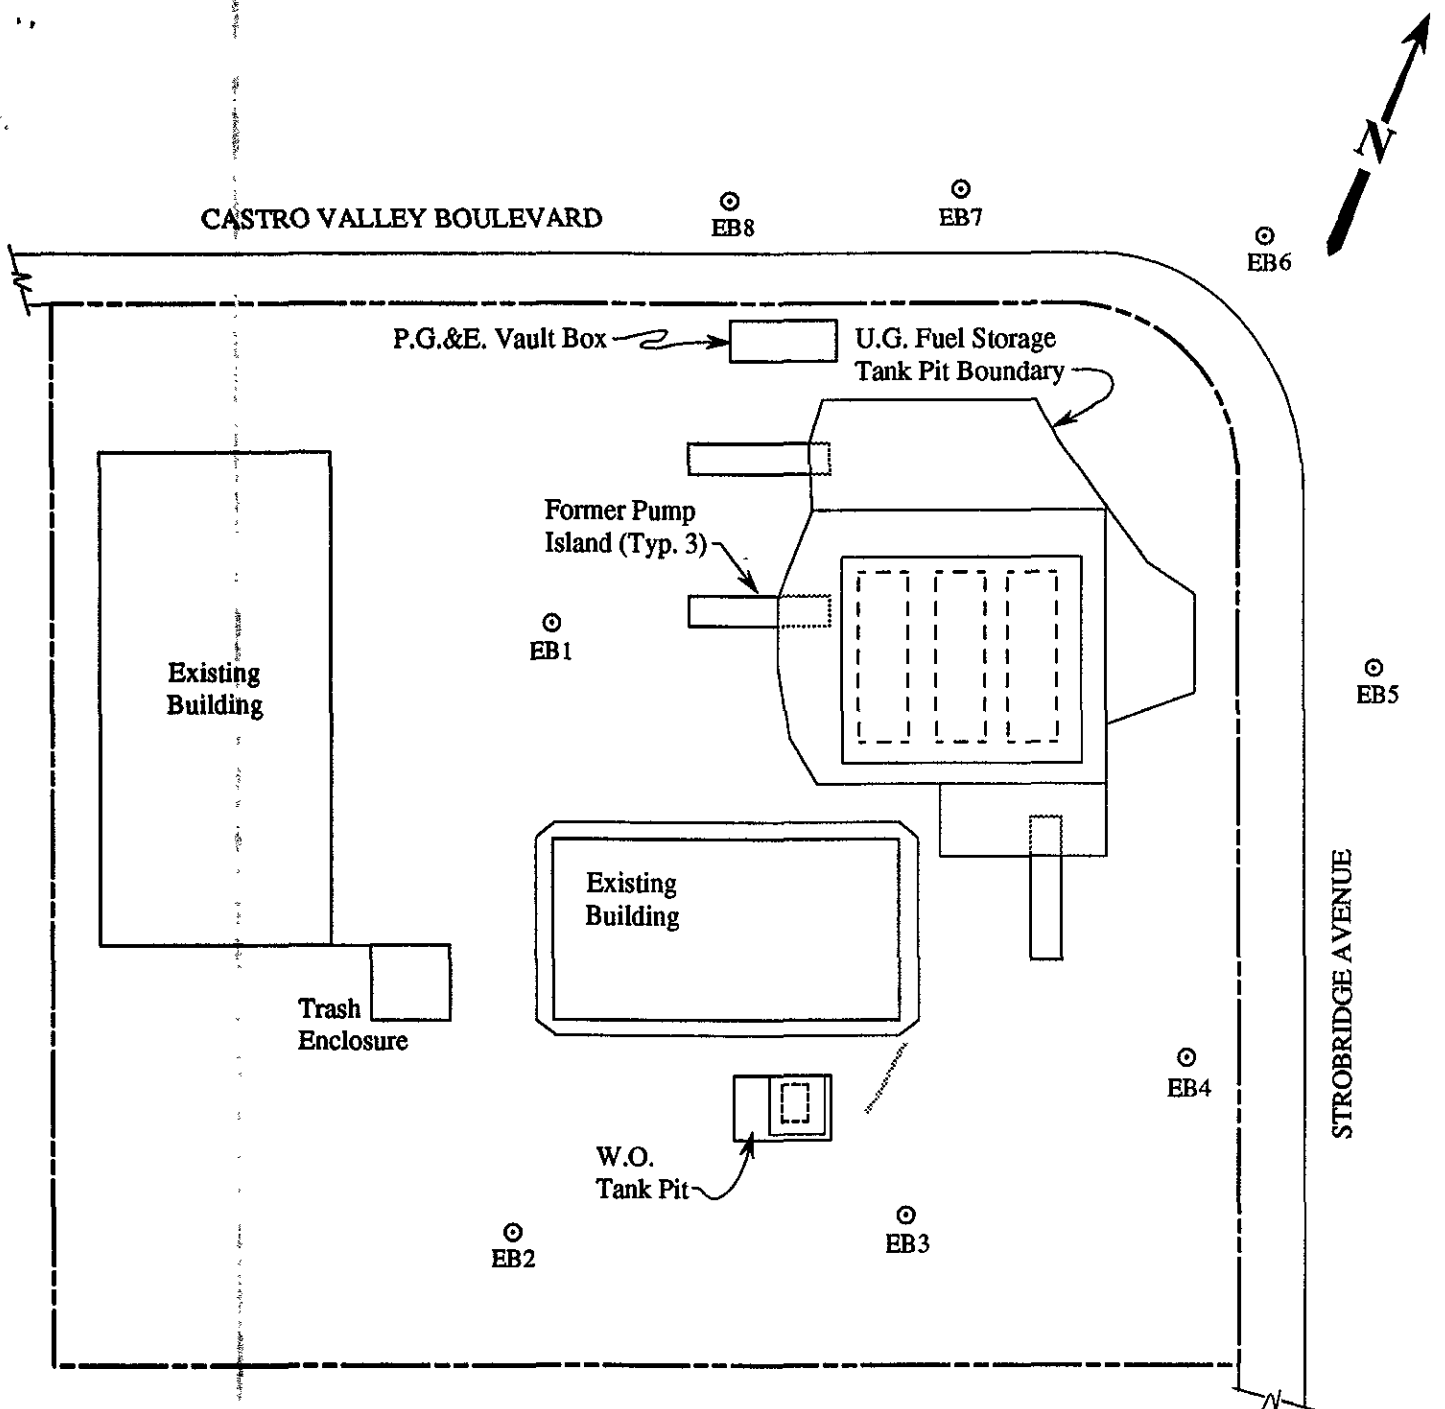 N
CASTRO VALLEY BOULEVARD
EB8
EB7
EB6
P.G.&E. Vault Box
U.G. Fuel Storage
Tank Pit Boundary
Former Pump
Island (Typ. 3)
EB1
Existing
Building
EB5
Existing
Building
STROBRIDGE AVENUE
Trash
Enclosure
EB4
W.O.
Tank Pit
EB2
EB3